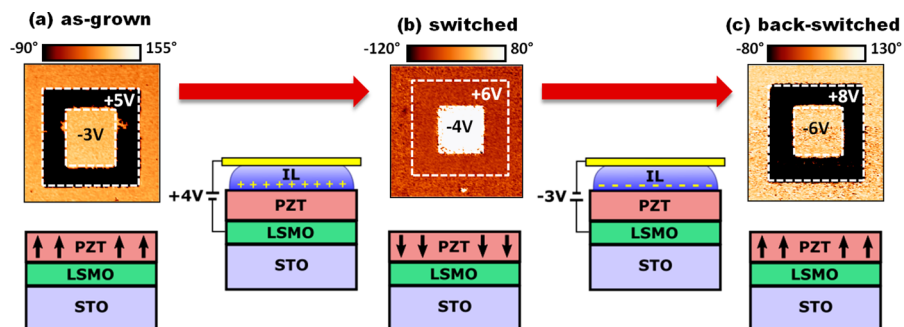 (a) as-grown
(b) switched
(c) back-switched
-90° 155°
-120° 80°
-80° 130°
+5V
-3V
+6V
-4V
+8V
-6V
+4V
IL
+ + + + + + + + + +
PZT
LSMO
STO
-3V
IL
- - - - - - - - - -
PZT
LSMO
STO
PZT
LSMO
STO
PZT
LSMO
STO
PZT
LSMO
STO